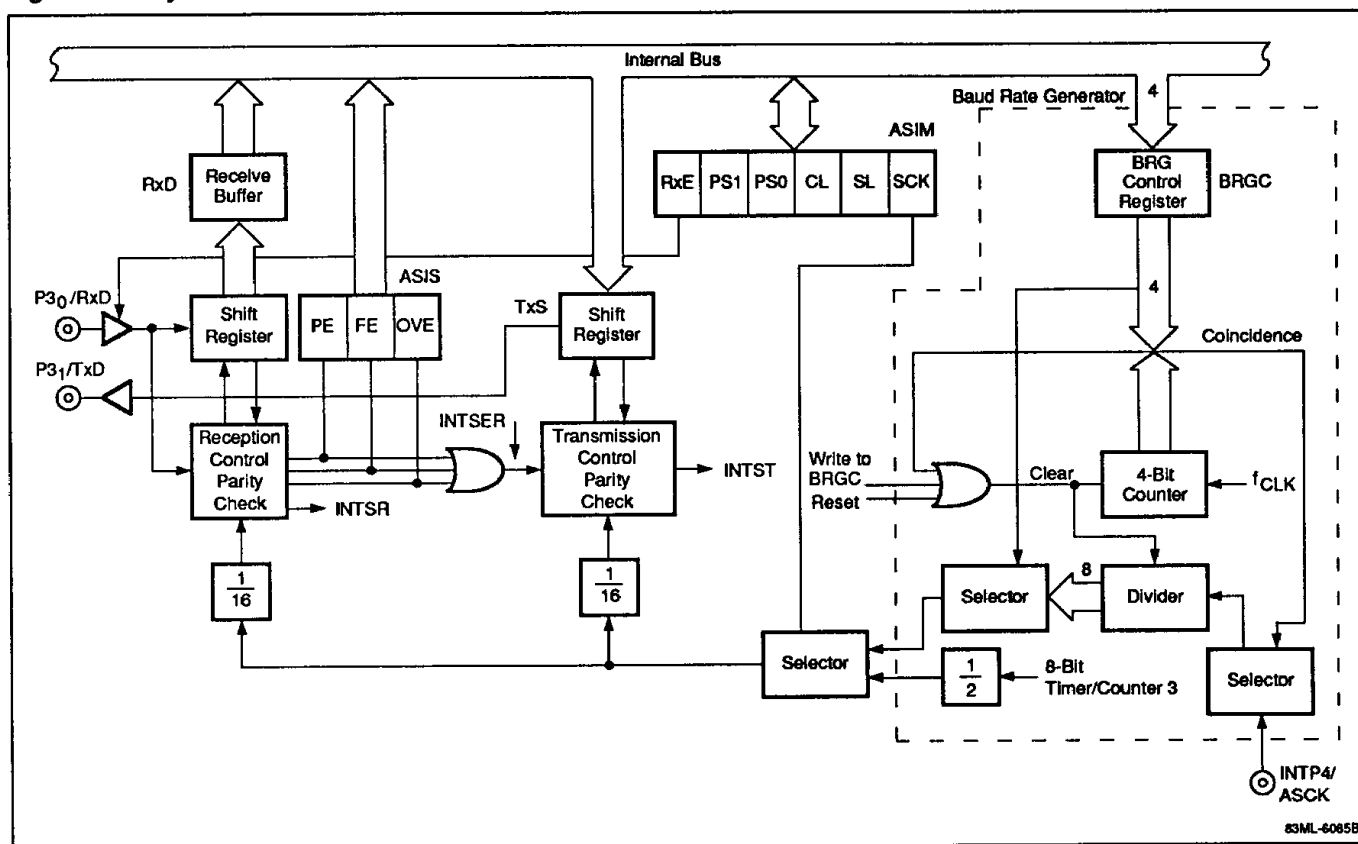 Internal Bus
Baud Rate Generator
4
ASIM
RxE PS1 PS0 CL SL SCK
BRG
Control
Register
BRGC
RxD
Receive
Buffer
ASIS
P30/RxD
Shift
Register
PE FE OVE
TxS
Shift
Register
4
Coincidence
P31/TxD
Reception
Control
Parity
Check
INTSR
INTSER
Transmission
Control
Parity
Check
INTST
Write to
BRGC
Reset
Clear
4-Bit
Counter
fCLK
1
16
1
16
Selector
8
Divider
Selector
1
2
8-Bit
Timer/Counter 3
Selector
INTP4/
ASCK
83ML-6085B